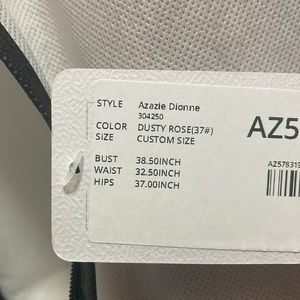 STYLE Azazie Dionne
304250
COLOR DUSTY ROSE(37#)
SIZE CUSTOM SIZE
BUST 38.50INCH
WAIST 32.50INCH
HIPS 37.00INCH
AZ5
AZ578319